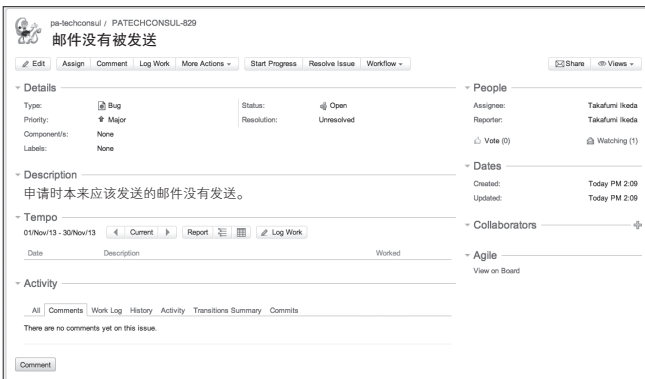 pa-techconsul / PATECHCONSUL-829
邮件没有被发送
Edit Assign Comment Log Work More Actions Start Progress Resolve Issue Workflow Share Views
Details
Type: Bug Status: Open
Priority: Major Resolution: Unresolved
Component/s: None
Labels: None
Description
申请时本来应该发送的邮件没有发送。
Tempo
01/Nov/13 - 30/Nov/13 Current Report Log Work
Date Description Worked
Activity
All Comments Work Log History Activity Transitions Summary Commits
There are no comments yet on this issue.
Comment
People
Assignee: Takafumi Ikeda
Reporter: Takafumi Ikeda
Vote (0) Watching (1)
Dates
Created: Today PM 2:09
Updated: Today PM 2:09
Collaborators
Agile
View on Board